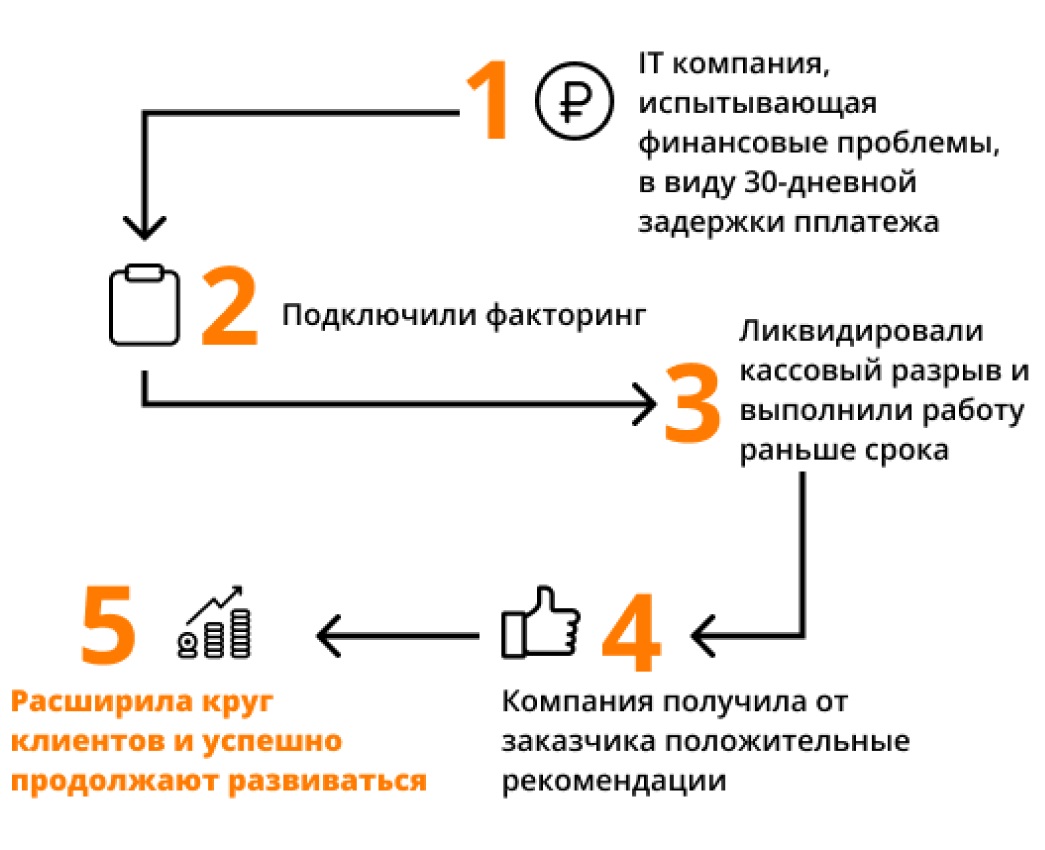 1
IT компания,
испытывающая
финансовые проблемы,
в виду 30-дневной
задержки пплатежа
2
Подключили факторинг
3
Ликвидировали
кассовый разрыв и
выполнили работу
раньше срока
4
Компания получила от
заказчика положительные
рекомендации
5
Расширила круг
клиентов и успешно
продолжают развиваться